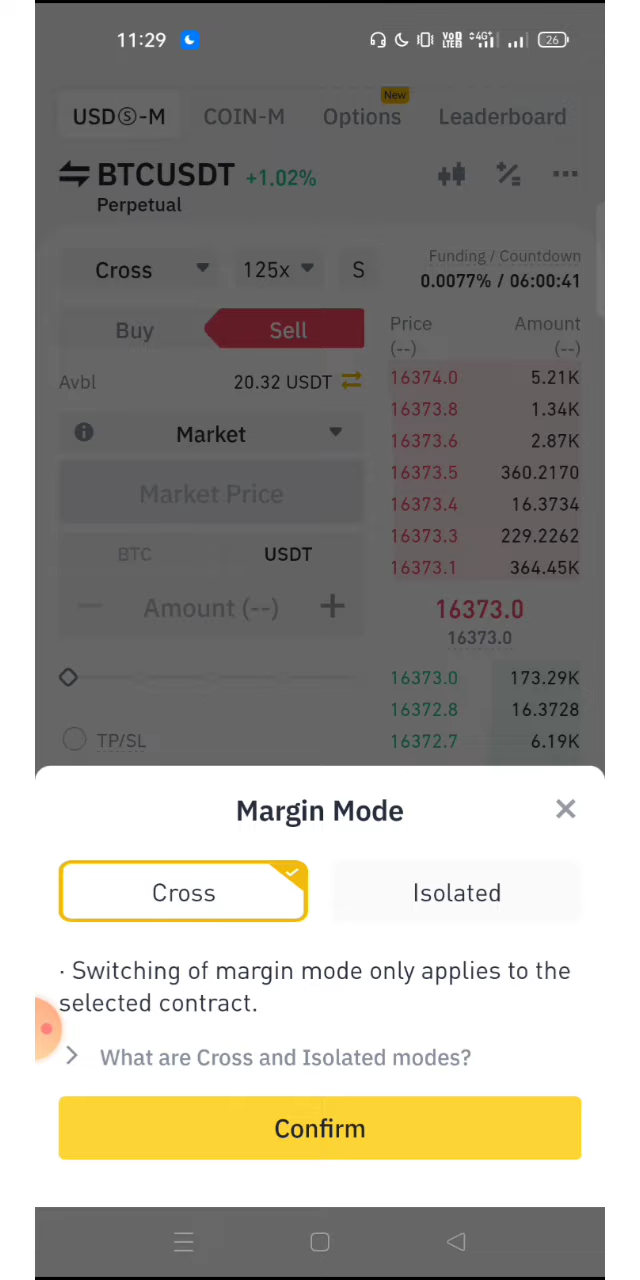 11:29 VoD LTE2 4G+ 26
New
USDⓈ-M COIN-M Options Leaderboard
BTCUSDT +1.02%
Perpetual
Cross 125x S Funding / Countdown
0.0077% / 06:00:41
Buy Sell Price Amount
(--) (--)
Avbl 20.32 USDT 16374.0 5.21K
16373.8 1.34K
Market 16373.6 2.87K
16373.5 360.2170
Market Price 16373.4 16.3734
16373.3 229.2262
BTC USDT 16373.1 364.45K
Amount (--) 16373.0
16373.0
16373.0 173.29K
16372.8 16.3728
TP/SL 16372.7 6.19K
Margin Mode
Cross Isolated
· Switching of margin mode only applies to the
selected contract.
What are Cross and Isolated modes?
Confirm